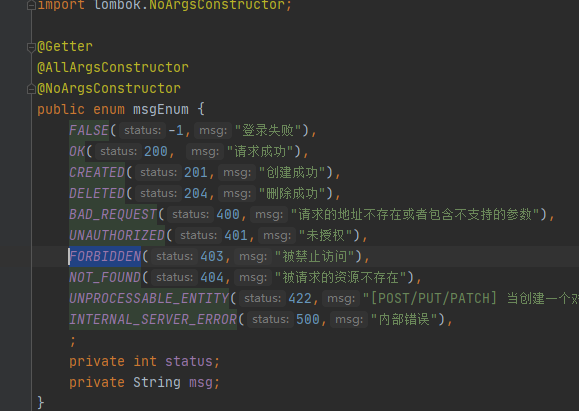 import lombok.NoArgsConstructor;
@Getter
@AllArgsConstructor
@NoArgsConstructor
public enum msgEnum {
FALSE( status: -1, msg: "登录失败"),
OK( status: 200, msg: "请求成功"),
CREATED( status: 201, msg: "创建成功"),
DELETED( status: 204, msg: "删除成功"),
BAD_REQUEST( status: 400, msg: "请求的地址不存在或者包含不支持的参数"),
UNAUTHORIZED( status: 401, msg: "未授权"),
FORBIDDEN( status: 403, msg: "被禁止访问"),
NOT_FOUND( status: 404, msg: "被请求的资源不存在"),
UNPROCESSABLE_ENTITY( status: 422, msg: "[POST/PUT/PATCH] 当创建一个
INTERNAL_SERVER_ERROR( status: 500, msg: "内部错误"),
;
private int status;
private String msg;
}